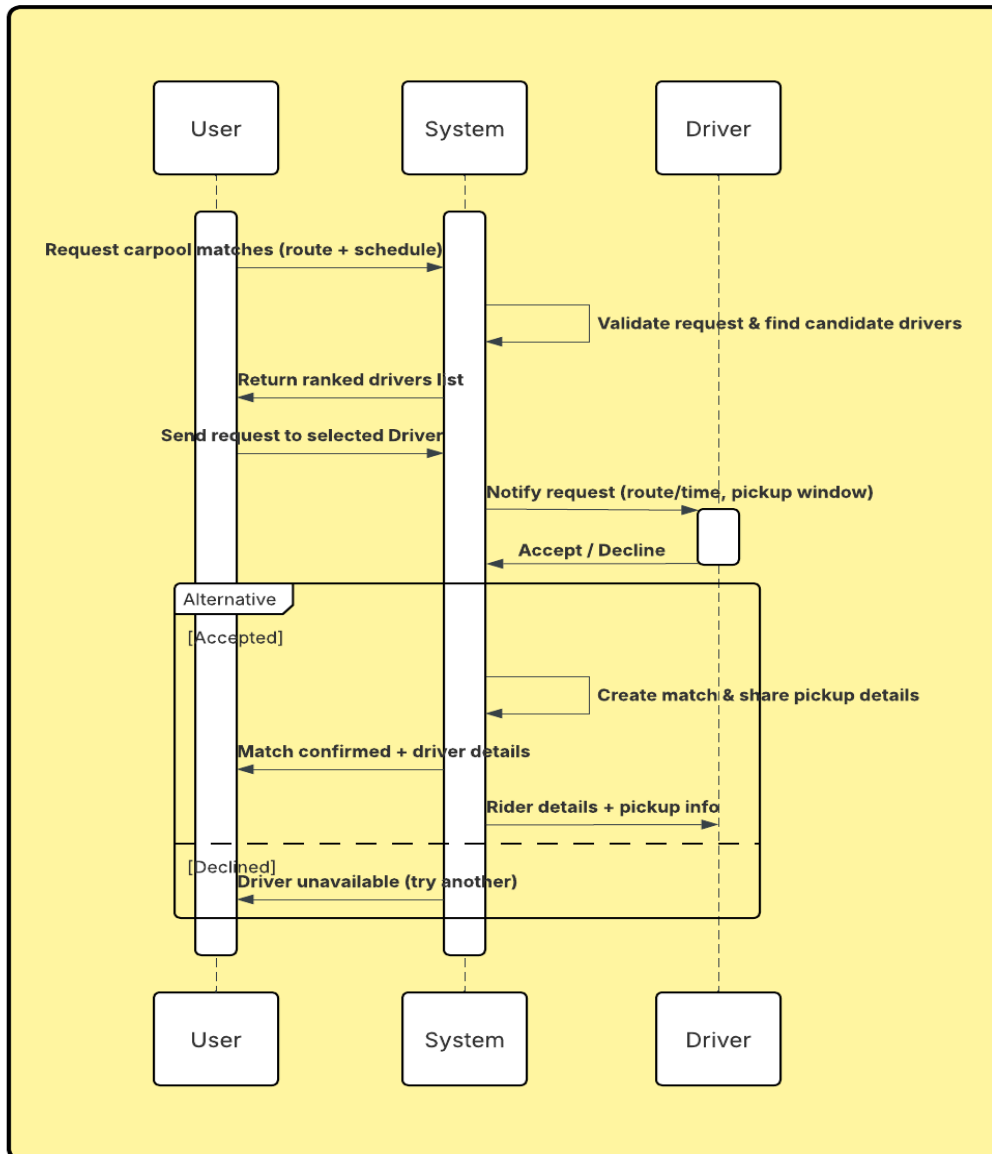 User
System
Driver
Request carpool matches (route + schedule)
Validate request & find candidate drivers
Return ranked drivers list
Send request to selected Driver
Notify request (route/time, pickup window)
Accept / Decline
Alternative
[Accepted]
Create match & share pickup details
Match confirmed + driver details
Rider details + pickup info
[Declined]
Driver unavailable (try another)
User
System
Driver